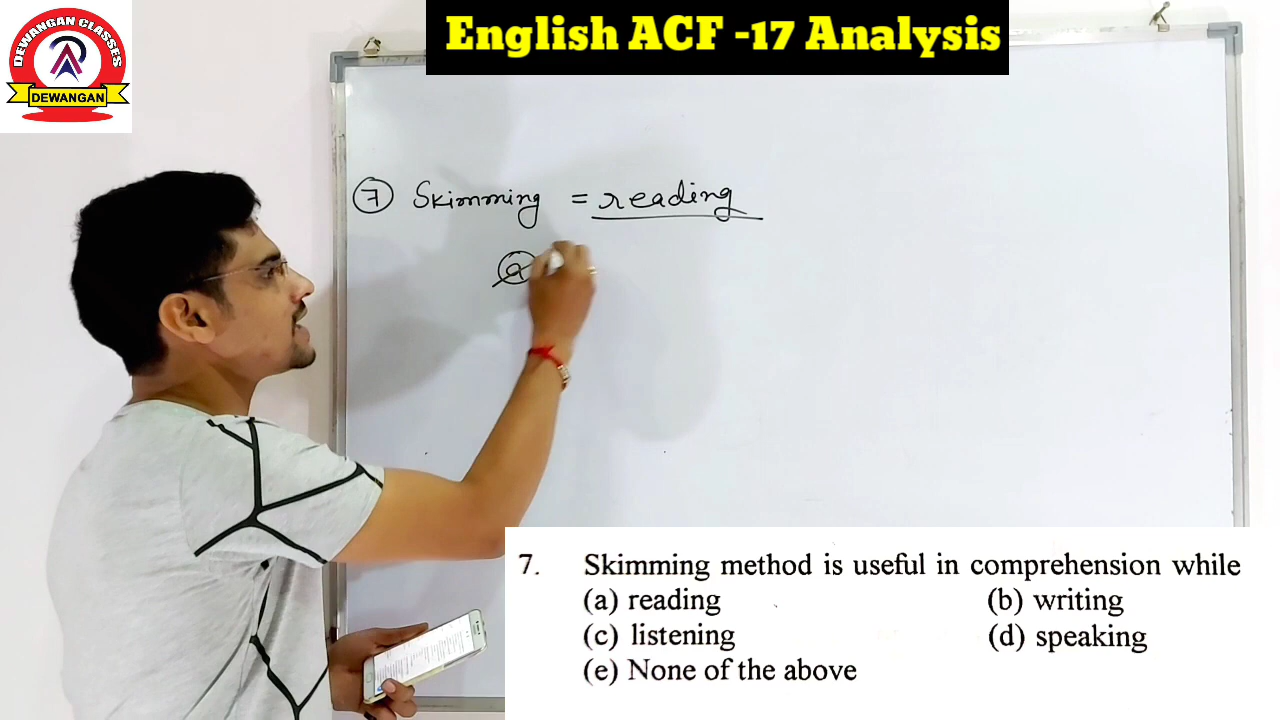 DEWANGAN CLASSES
DEWANGAN
English ACF -17 Analysis
7 Skimming = reading
a
7. Skimming method is useful in comprehension while
(a) reading (b) writing
(c) listening (d) speaking
(e) None of the above